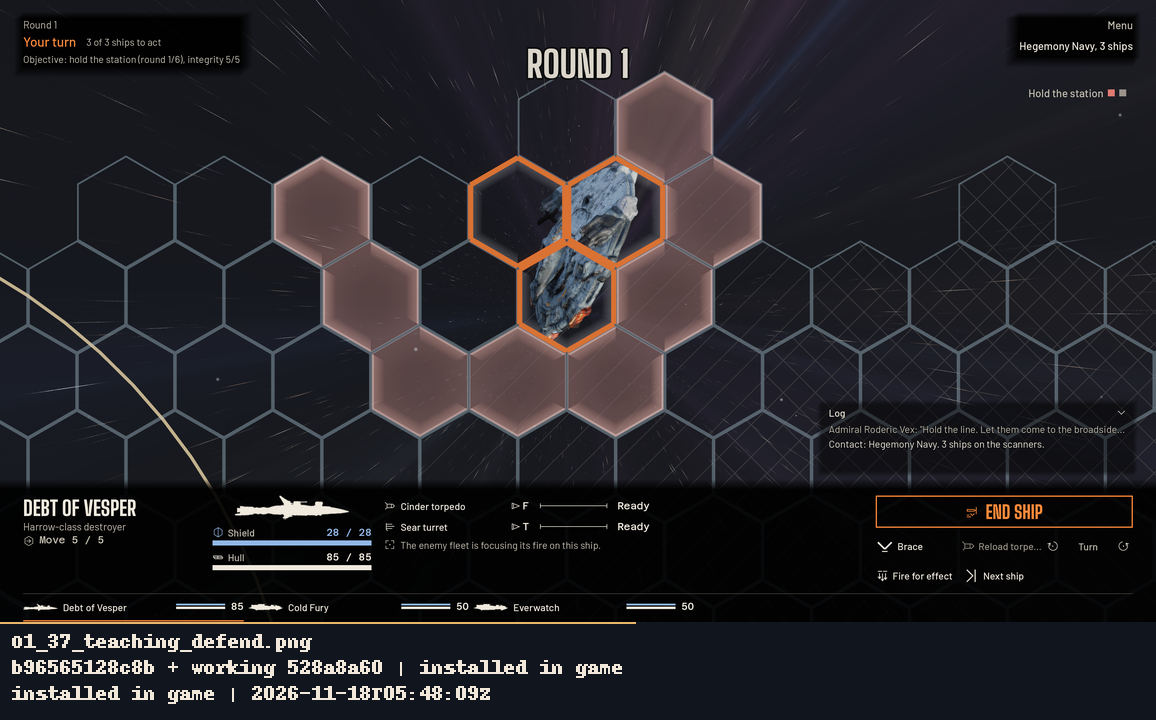 Round 1
Your turn 3 of 3 ships to act
Objective: hold the station (round 1/6), integrity 5/5
ROUND 1
Menu
Hegemony Navy, 3 ships
Hold the station
Log
Admiral Roderic Vex: "Hold the line. Let them come to the broadside...
Contact: Hegemony Navy. 3 ships on the scanners.
DEBT OF VESPER
Harrow-class destroyer
Move 5 / 5
Shield 28 / 28
Hull 85 / 85
Cinder torpedo F Ready
Sear turret T Ready
The enemy fleet is focusing its fire on this ship.
END SHIP
Brace Reload torpe... Turn
Fire for effect Next ship
Debt of Vesper 85 Cold Fury 50 Everwatch 50
01_37_teaching_defend.png
b96565128c8b + working 528a8a60 | installed in game
installed in game | 2026-11-18T05:48:09Z